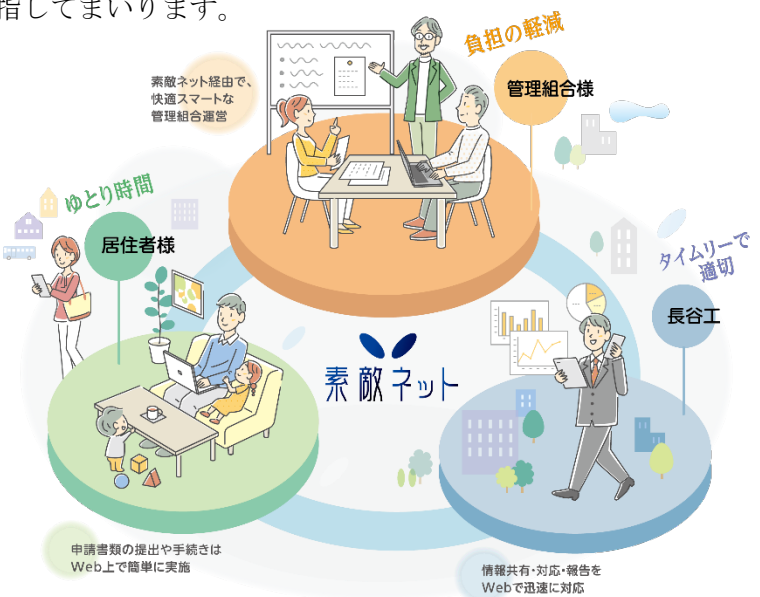 指してまいります。
負担の軽減
管理組合様
素敵ネット経由で、
快適スマートな
管理組合運営
ゆとり時間
居住者様
タイムリーで
適切
長谷工
素敵ネット
申請書類の提出や手続きは
Web上で簡単に実施
情報共有・対応・報告を
Webで迅速に対応